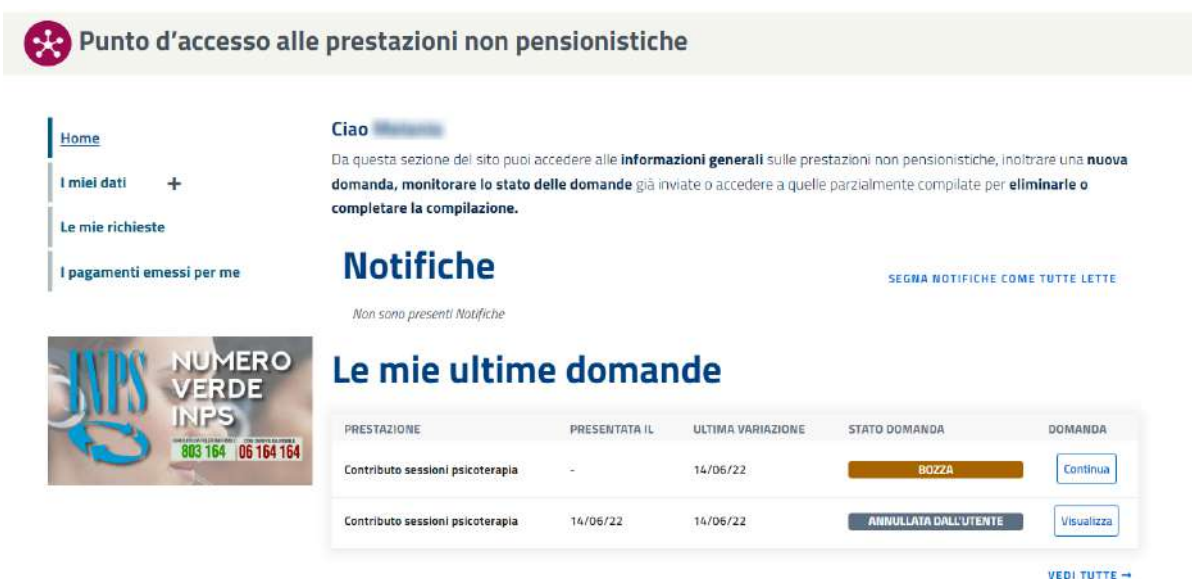 Punto d’accesso alle prestazioni non pensionistiche
Home
I miei dati +
Le mie richieste
I pagamenti emessi per me
INPS
NUMERO
VERDE
INPS
803 164 06 164 164
Ciao
Da questa sezione del sito puoi accedere alle informazioni generali sulle prestazioni non pensionistiche, inoltrare una nuova
domanda, monitorare lo stato delle domande già inviate o accedere a quelle parzialmente compilate per eliminarle o
completare la compilazione.
Notifiche
SEGNA NOTIFICHE COME TUTTE LETTE
Non sono presenti Notifiche
Le mie ultime domande
PRESTAZIONE PRESENTATA IL ULTIMA VARIAZIONE STATO DOMANDA DOMANDA
Contributo sessioni psicoterapia - 14/06/22 BOZZA Continua
Contributo sessioni psicoterapia 14/06/22 14/06/22 ANNULLATA DALL'UTENTE Visualizza
VEDI TUTTE →